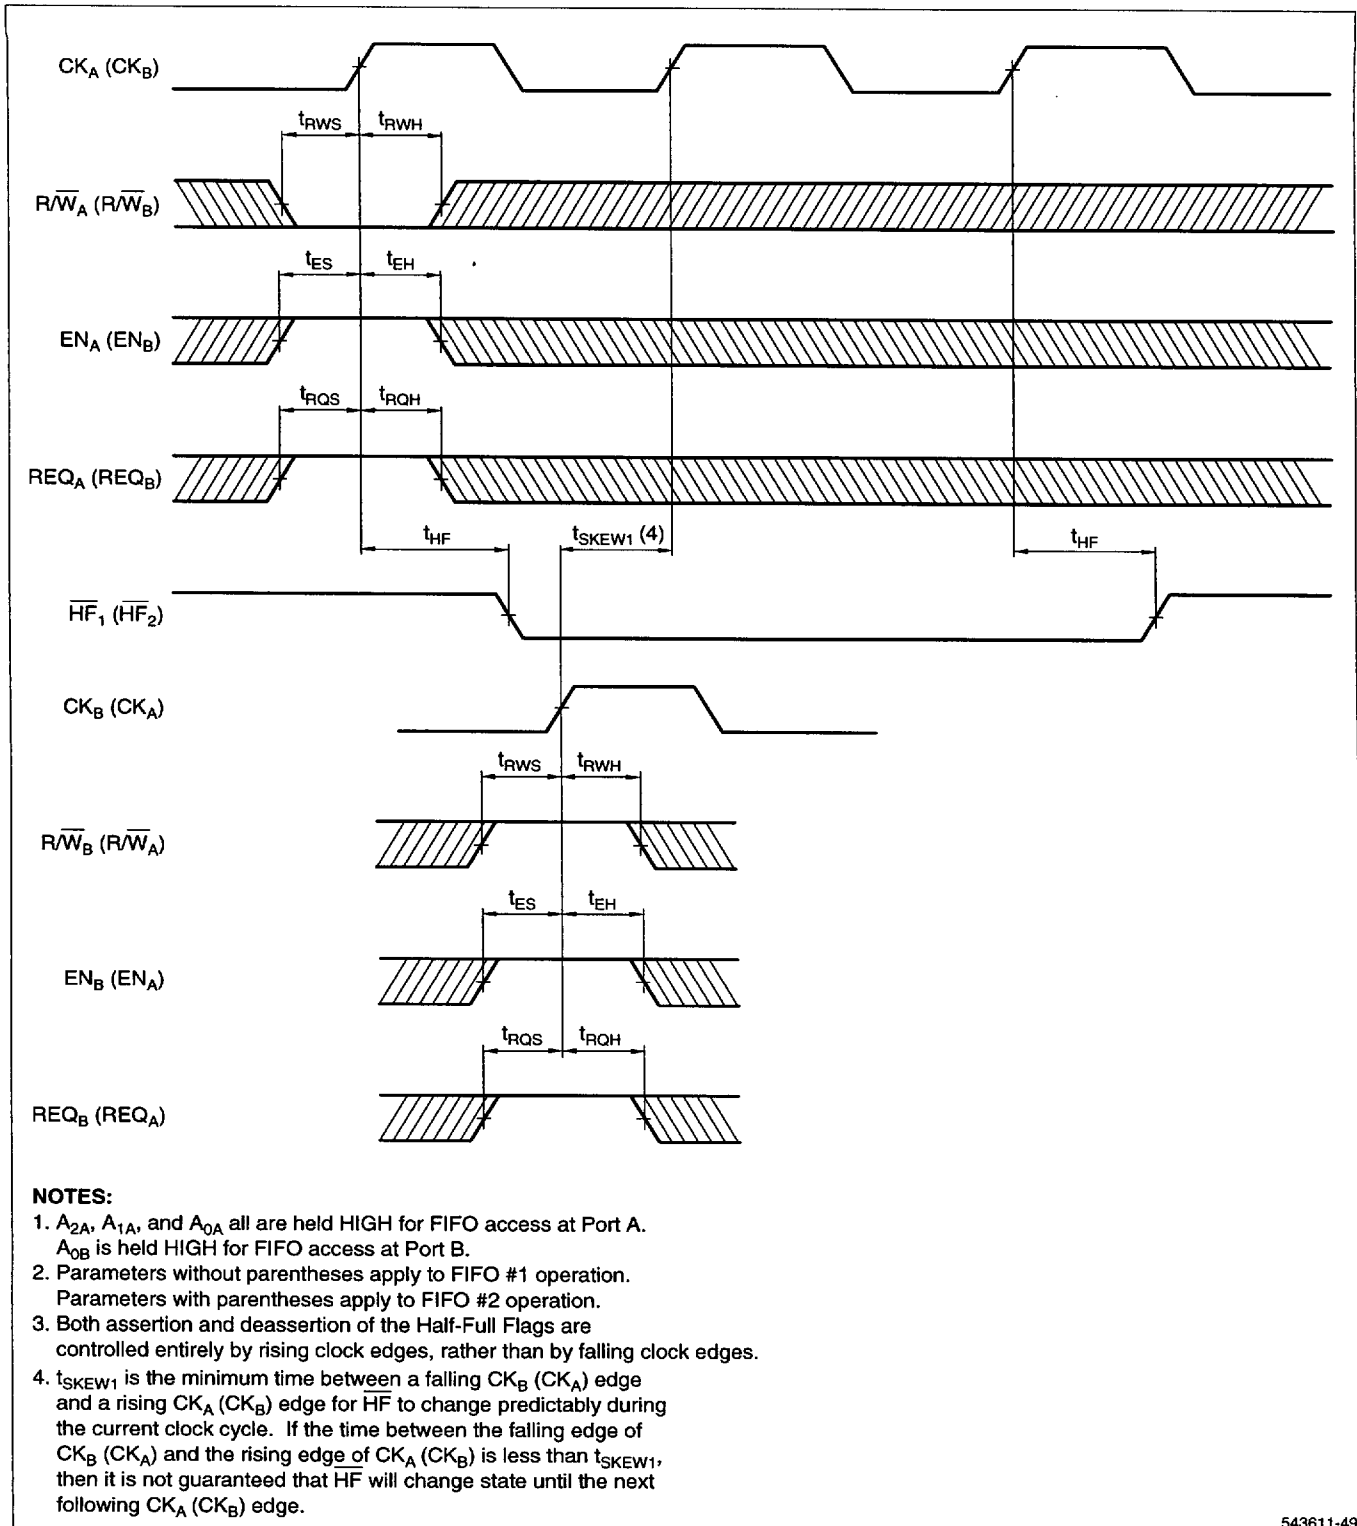 CKA (CKB)
tRWS tRWH
R/W̅A (R/W̅B)
tES tEH
ENA (ENB)
tRQS tRQH
REQA (REQB)
tHF tSKEW1 (4) tHF
H̅F̅1 (H̅F̅2)
CKB (CKA)
tRWS tRWH
R/W̅B (R/W̅A)
tES tEH
ENB (ENA)
tRQS tRQH
REQB (REQA)
NOTES:
1. A2A, A1A, and A0A all are held HIGH for FIFO access at Port A.
A0B is held HIGH for FIFO access at Port B.
2. Parameters without parentheses apply to FIFO #1 operation.
Parameters with parentheses apply to FIFO #2 operation.
3. Both assertion and deassertion of the Half-Full Flags are
controlled entirely by rising clock edges, rather than by falling clock edges.
4. tSKEW1 is the minimum time between a falling CKB (CKA) edge
and a rising CKA (CKB) edge for H̅F̅ to change predictably during
the current clock cycle. If the time between the falling edge of
CKB (CKA) and the rising edge of CKA (CKB) is less than tSKEW1,
then it is not guaranteed that H̅F̅ will change state until the next
following CKA (CKB) edge.
543611-49